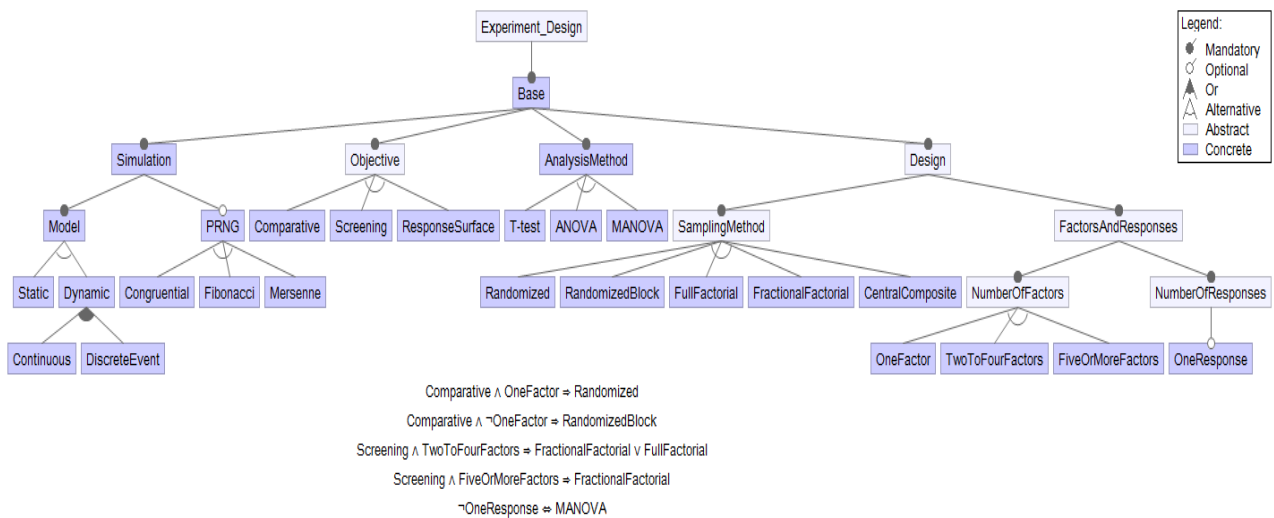 Experiment_Design
Legend:
Mandatory
Optional
Or
Alternative
Abstract
Concrete
Base
Simulation Objective AnalysisMethod Design
Model PRNG Comparative Screening ResponseSurface T-test ANOVA MANOVA SamplingMethod FactorsAndResponses
Static Dynamic Congruential Fibonacci Mersenne Randomized RandomizedBlock FullFactorial FractionalFactorial CentralComposite NumberOfFactors NumberOfResponses
Continuous DiscreteEvent OneFactor TwoToFourFactors FiveOrMoreFactors OneResponse
Comparative ∧ OneFactor ⇒ Randomized
Comparative ∧ ¬OneFactor ⇒ RandomizedBlock
Screening ∧ TwoToFourFactors ⇒ FractionalFactorial ∨ FullFactorial
Screening ∧ FiveOrMoreFactors ⇒ FractionalFactorial
¬OneResponse ⇔ MANOVA